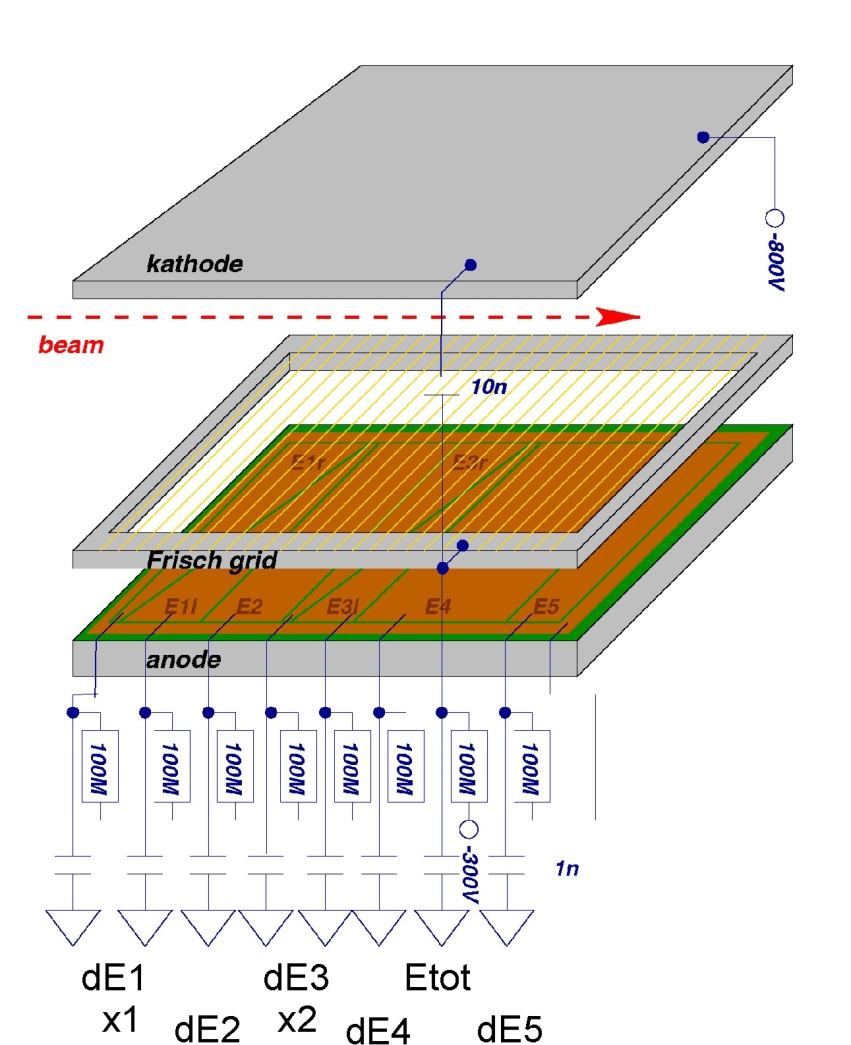 kathode
-800V
beam
10n
E1r
E3r
Frisch grid
E1l
E2
E3l
E4
E5
anode
100M
100M
100M
100M
100M
100M
100M
100M
-300V
1n
dE1
dE3
Etot
x1
dE2
x2
dE4
dE5